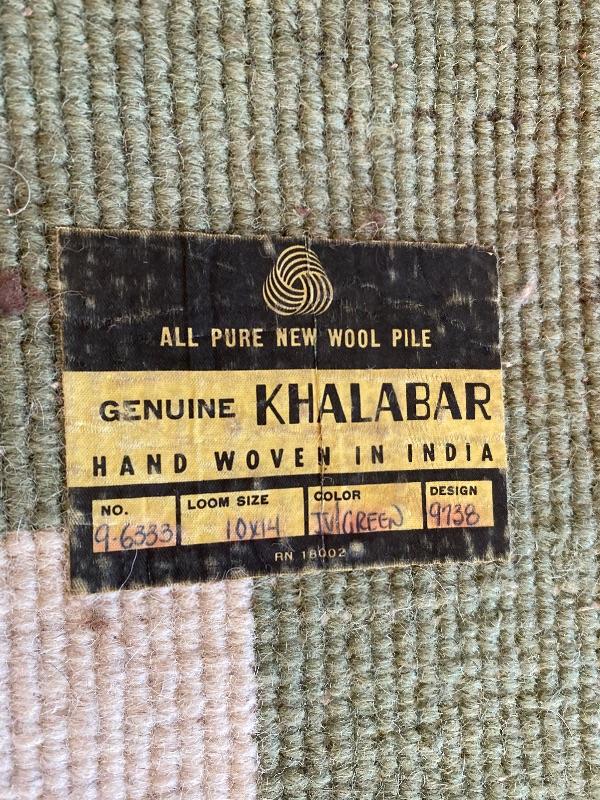 ALL PURE NEW WOOL PILE
GENUINE KHALABAR
HAND WOVEN IN INDIA
NO. LOOM SIZE COLOR DESIGN
9-6333 10x14 IV/GREEN 9738
RN 18002